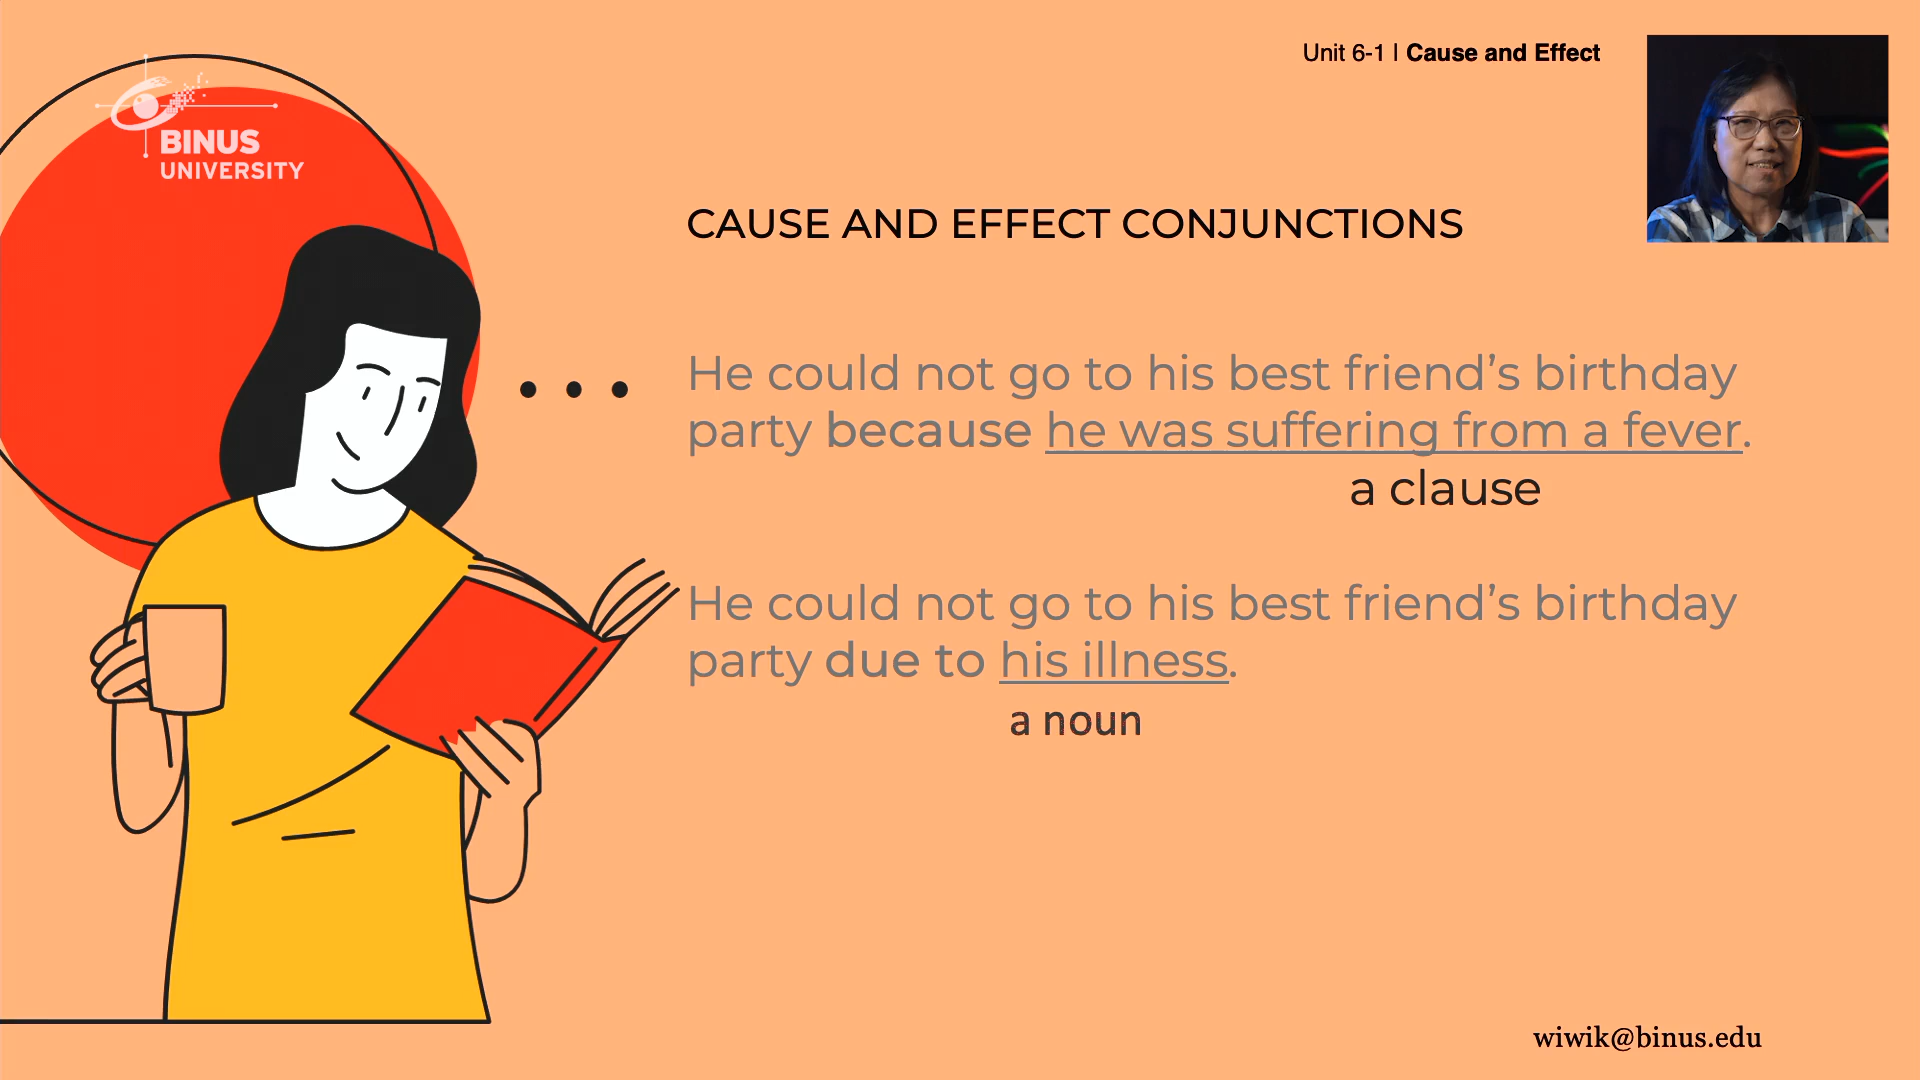 BINUS
UNIVERSITY
Unit 6-1 | Cause and Effect
CAUSE AND EFFECT CONJUNCTIONS
He could not go to his best friend’s birthday
party because he was suffering from a fever.
a clause
He could not go to his best friend’s birthday
party due to his illness.
a noun
wiwik@binus.edu